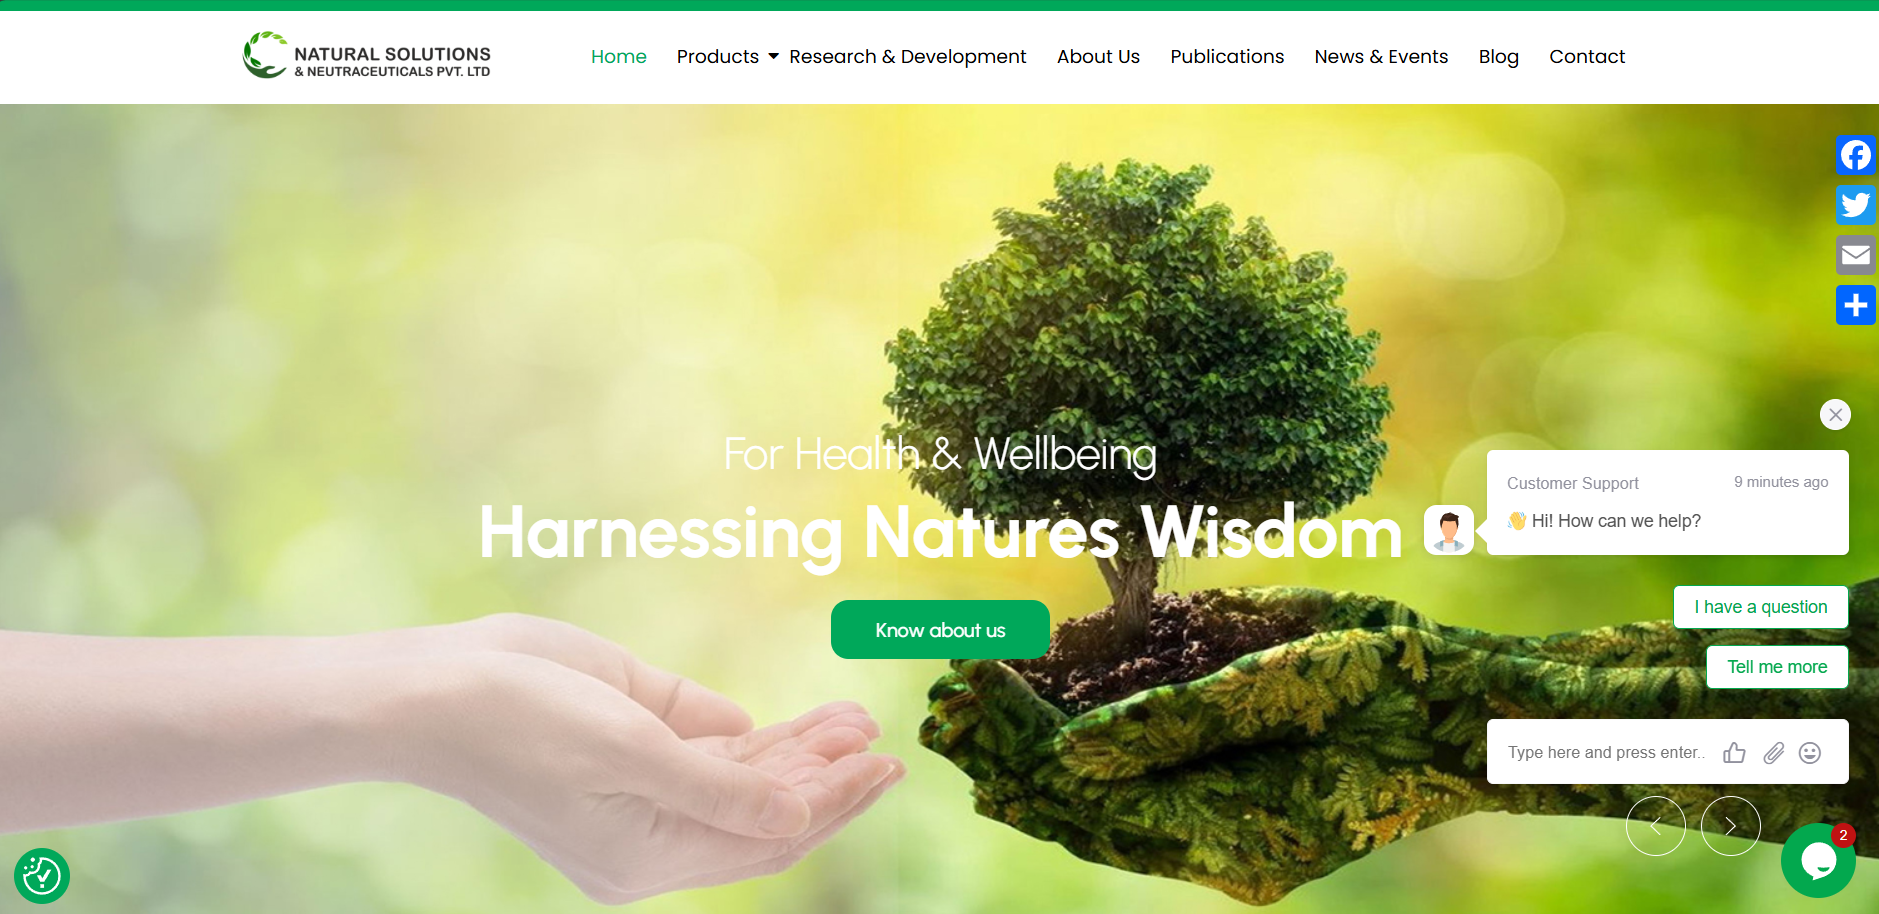 NATURAL SOLUTIONS
& NEUTRACEUTICALS PVT. LTD
Home Products Research & Development About Us Publications News & Events Blog Contact
For Health & Wellbeing
Harnessing Natures Wisdom
Know about us
Customer Support 9 minutes ago
👋 Hi! How can we help?
I have a question
Tell me more
Type here and press enter..
2